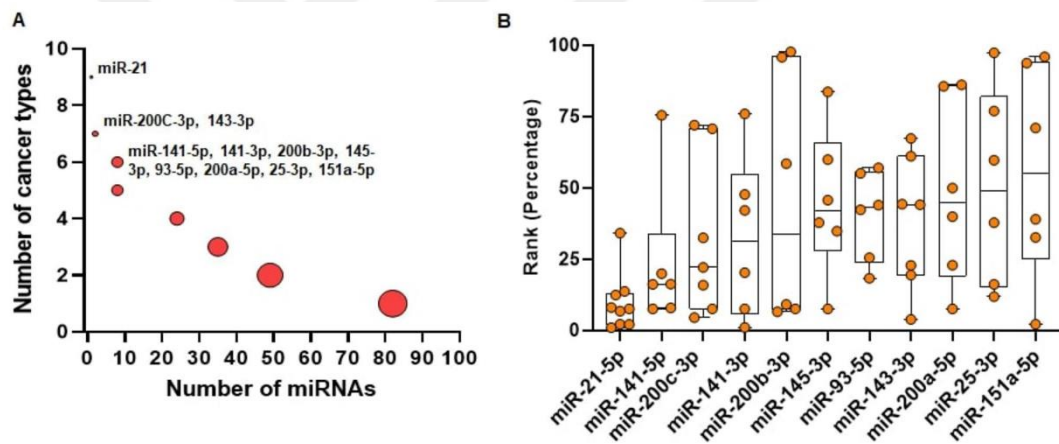 A
10
8
6
4
2
0
Number of cancer types
miR-21
miR-200C-3p, 143-3p
miR-141-5p, 141-3p, 200b-3p, 145-
3p, 93-5p, 200a-5p, 25-3p, 151a-5p
0 10 20 30 40 50 60 70 80 90 100
Number of miRNAs
B
100
75
50
25
0
Rank (Percentage)
miR-21-5p
miR-141-5p
miR-200c-3p
miR-141-3p
miR-200b-3p
miR-145-3p
miR-93-5p
miR-143-3p
miR-200a-5p
miR-25-3p
miR-151a-5p